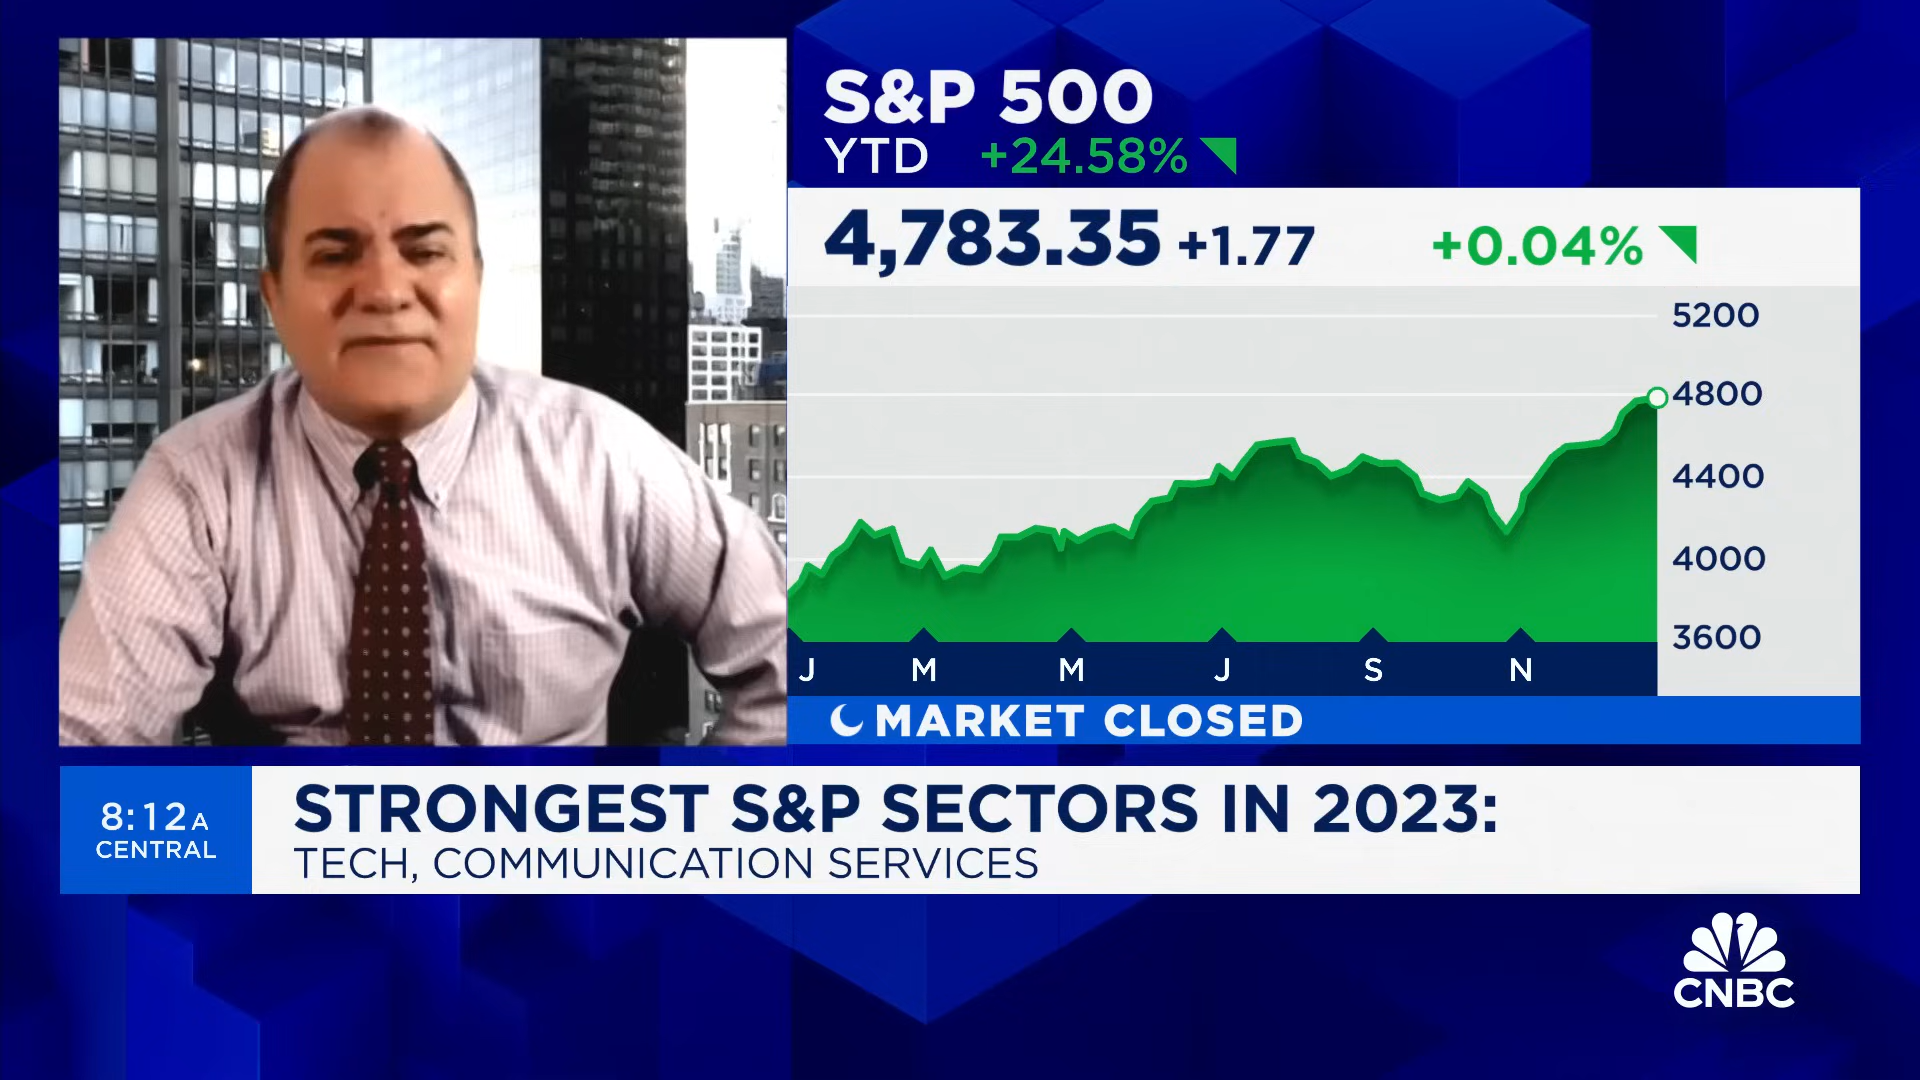 S&P 500
YTD +24.58%
4,783.35 +1.77 +0.04%
5200
4800
4400
4000
3600
J M M J S N
MARKET CLOSED
8:12A
CENTRAL
STRONGEST S&P SECTORS IN 2023:
TECH, COMMUNICATION SERVICES
CNBC